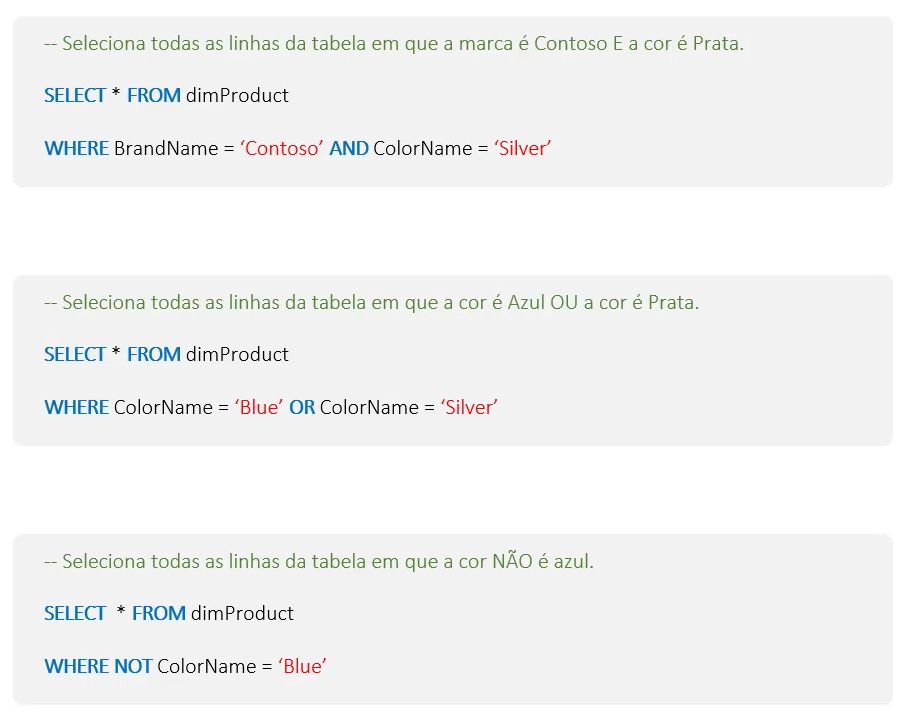 -- Seleciona todas as linhas da tabela em que a marca é Contoso E a cor é Prata.
SELECT * FROM dimProduct
WHERE BrandName = ‘Contoso’ AND ColorName = ‘Silver’
-- Seleciona todas as linhas da tabela em que a cor é Azul OU a cor é Prata.
SELECT * FROM dimProduct
WHERE ColorName = ‘Blue’ OR ColorName = ‘Silver’
-- Seleciona todas as linhas da tabela em que a cor NÃO é azul.
SELECT  * FROM dimProduct
WHERE NOT ColorName = ‘Blue’